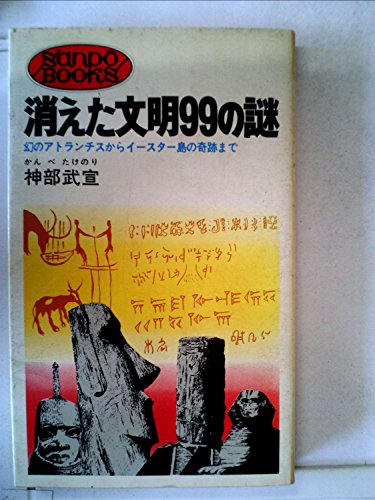 SANPO
BOOKS
消えた文明99の謎
幻のアトランチスからイースター島の奇跡まで
かんべ たけのり
神部武宣